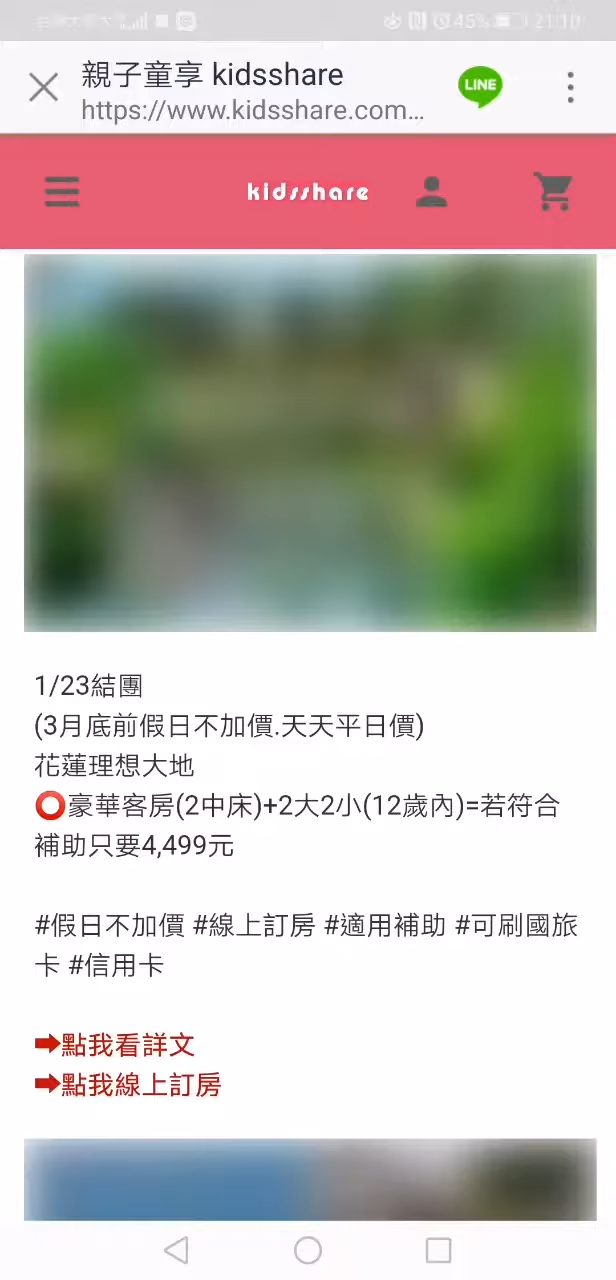 45% 21:10
親子童享 kidsshare
https://www.kidsshare.com...
LINE
kidsshare
1/23結團
(3月底前假日不加價.天天平日價)
花蓮理想大地
⭕豪華客房(2中床)+2大2小(12歲內)=若符合
補助只要4,499元
#假日不加價 #線上訂房 #適用補助 #可刷國旅
卡 #信用卡
➡點我看詳文
➡點我線上訂房